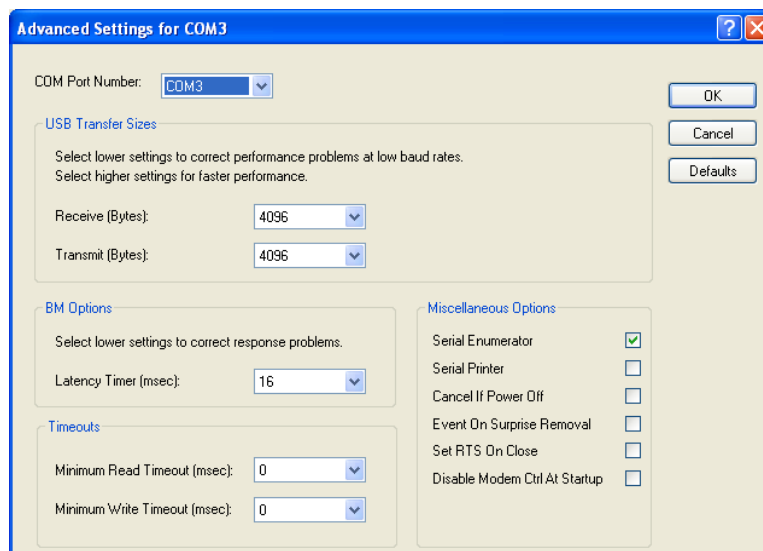 Advanced Settings for COM3
COM Port Number: COM3
OK
Cancel
Defaults
USB Transfer Sizes
Select lower settings to correct performance problems at low baud rates.
Select higher settings for faster performance.
Receive (Bytes): 4096
Transmit (Bytes): 4096
BM Options
Select lower settings to correct response problems.
Latency Timer (msec): 16
Timeouts
Minimum Read Timeout (msec): 0
Minimum Write Timeout (msec): 0
Miscellaneous Options
Serial Enumerator
Serial Printer
Cancel If Power Off
Event On Surprise Removal
Set RTS On Close
Disable Modem Ctrl At Startup